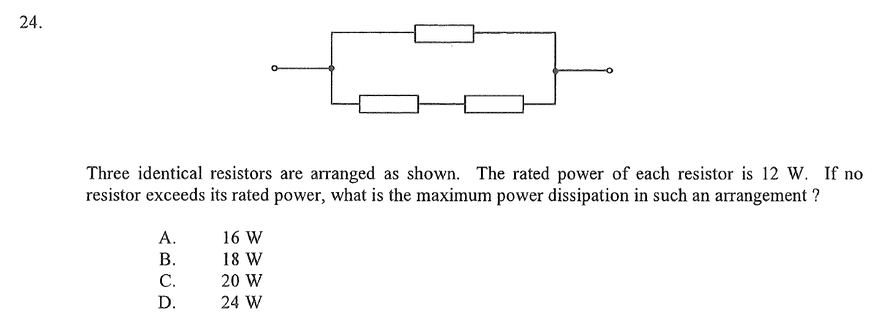 24.
Three identical resistors are arranged as shown. The rated power of each resistor is 12 W. If no
resistor exceeds its rated power, what is the maximum power dissipation in such an arrangement ?
A. 16 W
B. 18 W
C. 20 W
D. 24 W